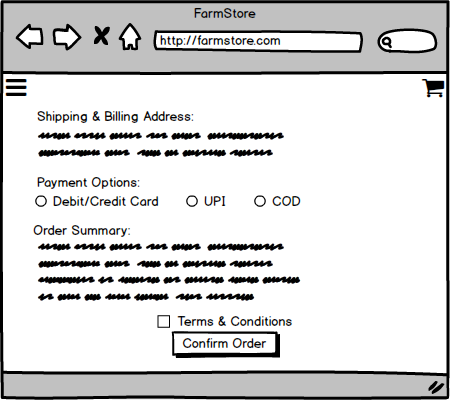 FarmStore
http://farmstore.com
Shipping & Billing Address:
Payment Options:
Debit/Credit Card UPI COD
Order Summary:
Terms & Conditions
Confirm Order